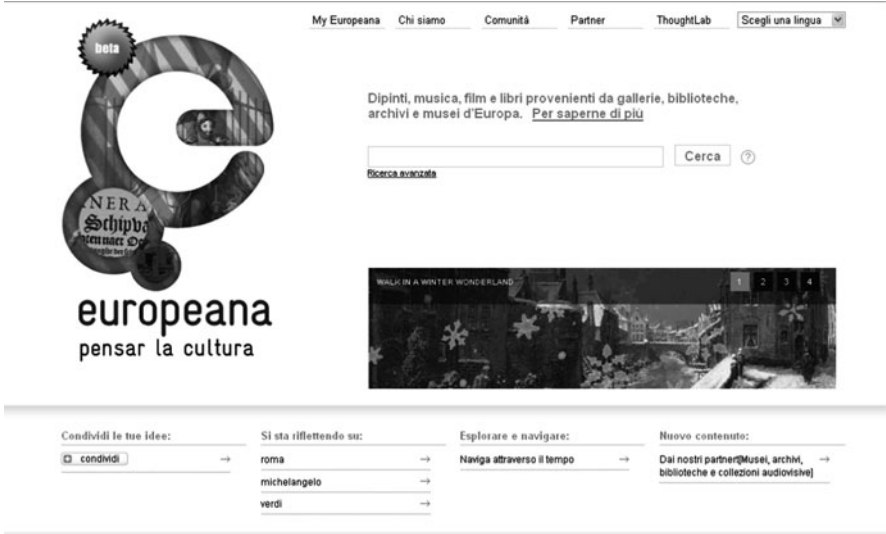 My Europeana Chi siamo Comunità Partner ThoughtLab Scegli una lingua
beta
Dipinti, musica, film e libri provenienti da gallerie, biblioteche,
archivi e musei d'Europa. Per saperne di più
Cerca ?
Ricerca avanzata
NERA
Schipva
WALK IN A WINTER WONDERLAND 1 2 3 4
europeana
pensar la cultura
Condividi le tue idee:
condividi
Si sta riflettendo su:
roma
michelangelo
verdi
Esplorare e navigare:
Naviga attraverso il tempo
Nuovo contenuto:
Dai nostri partnert[Musei, archivi,
biblioteche e collezioni audiovisive]